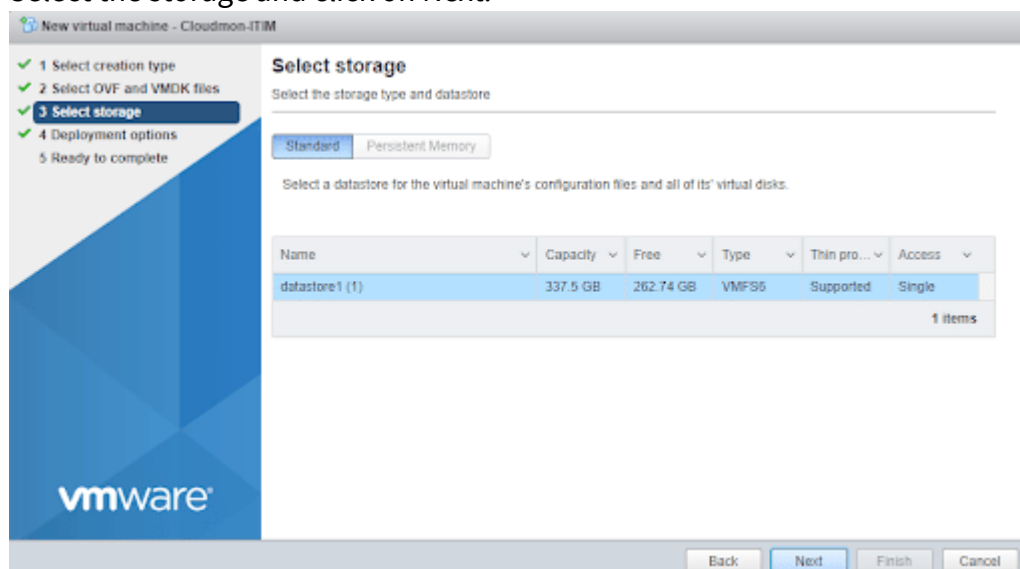 Select the storage and click on Next.
New virtual machine - Cloudmon-ITIM
1 Select creation type
2 Select OVF and VMDK files
3 Select storage
4 Deployment options
5 Ready to complete
Select storage
Select the storage type and datastore
Standard Persistent Memory
Select a datastore for the virtual machine's configuration files and all of its' virtual disks.
Name Capacity Free Type Thin pro... Access
datastore1 (1) 337.5 GB 262.74 GB VMFS6 Supported Single
1 items
vmware
Back Next Finish Cancel